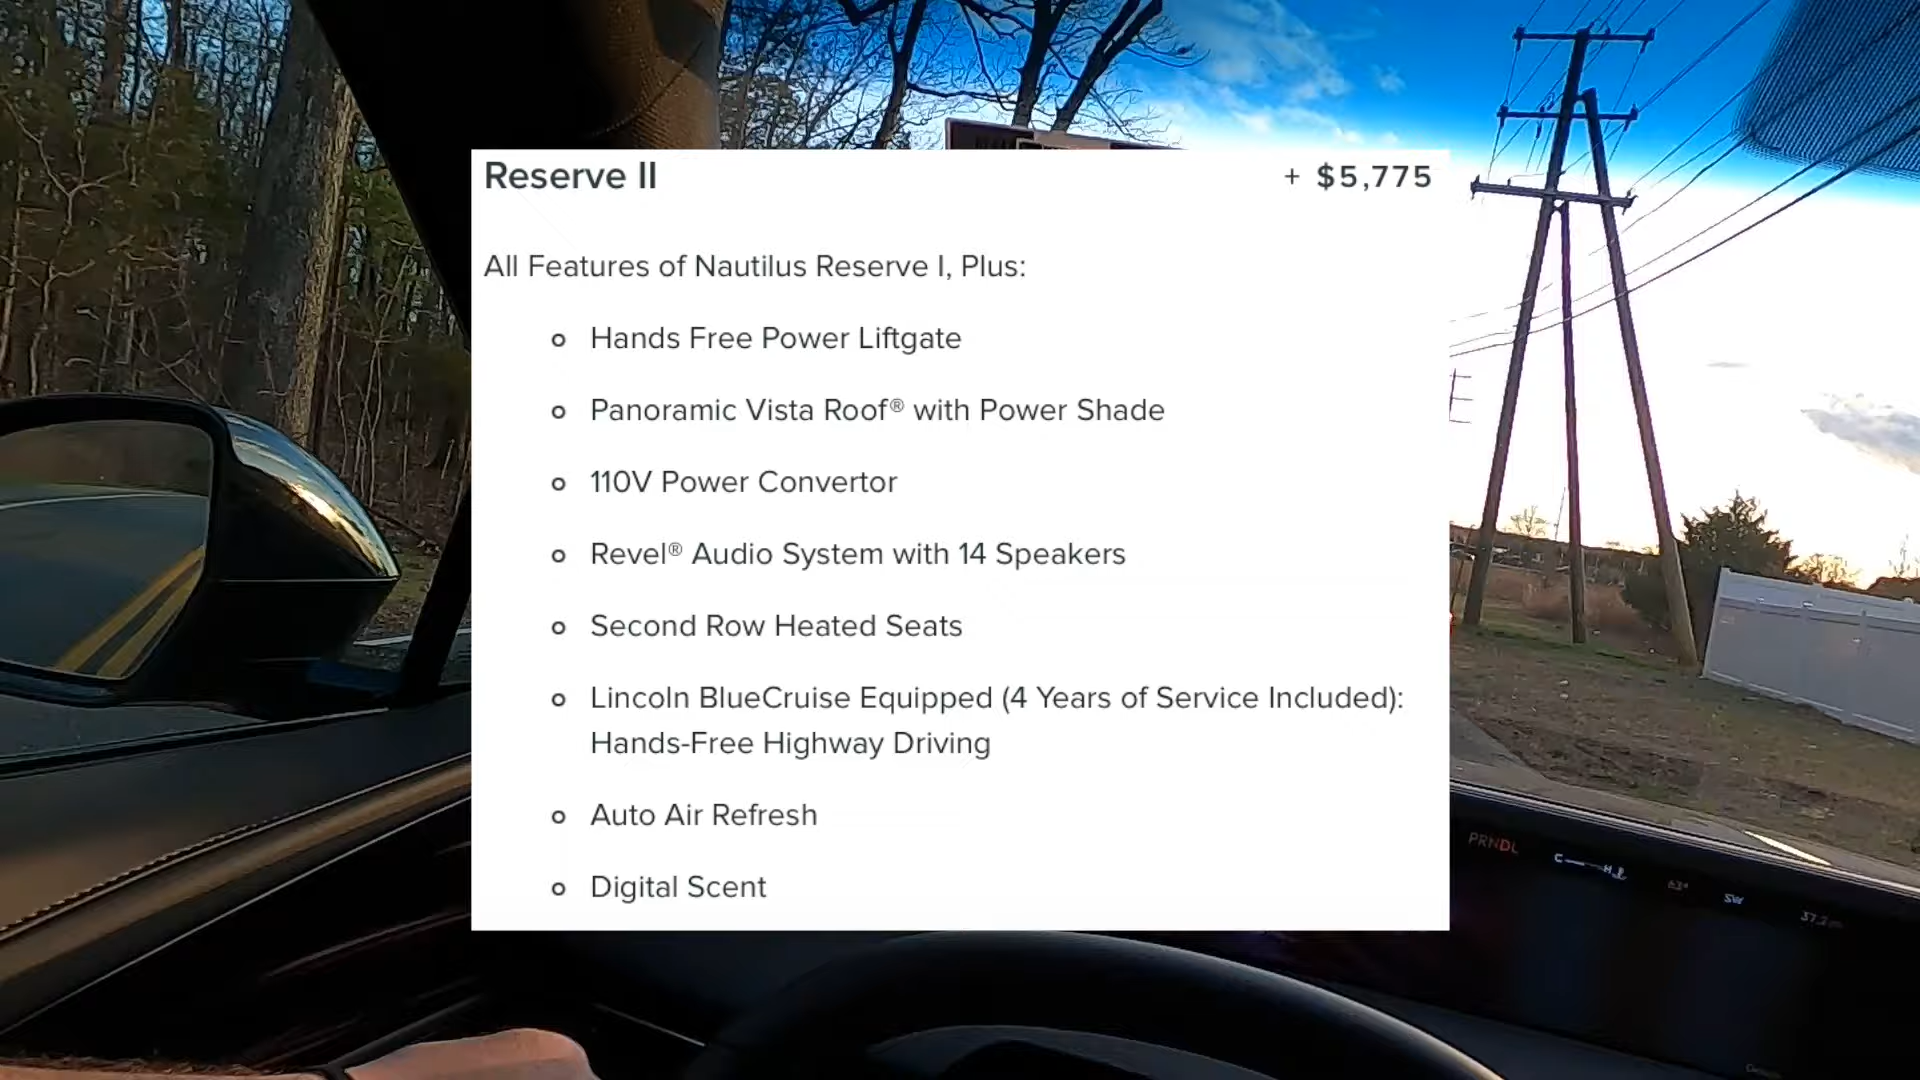 Reserve II + $5,775
All Features of Nautilus Reserve I, Plus:
Hands Free Power Liftgate
Panoramic Vista Roof® with Power Shade
110V Power Convertor
Revel® Audio System with 14 Speakers
Second Row Heated Seats
Lincoln BlueCruise Equipped (4 Years of Service Included):
Hands-Free Highway Driving
Auto Air Refresh
Digital Scent
PRNDL
C H
63°
SW